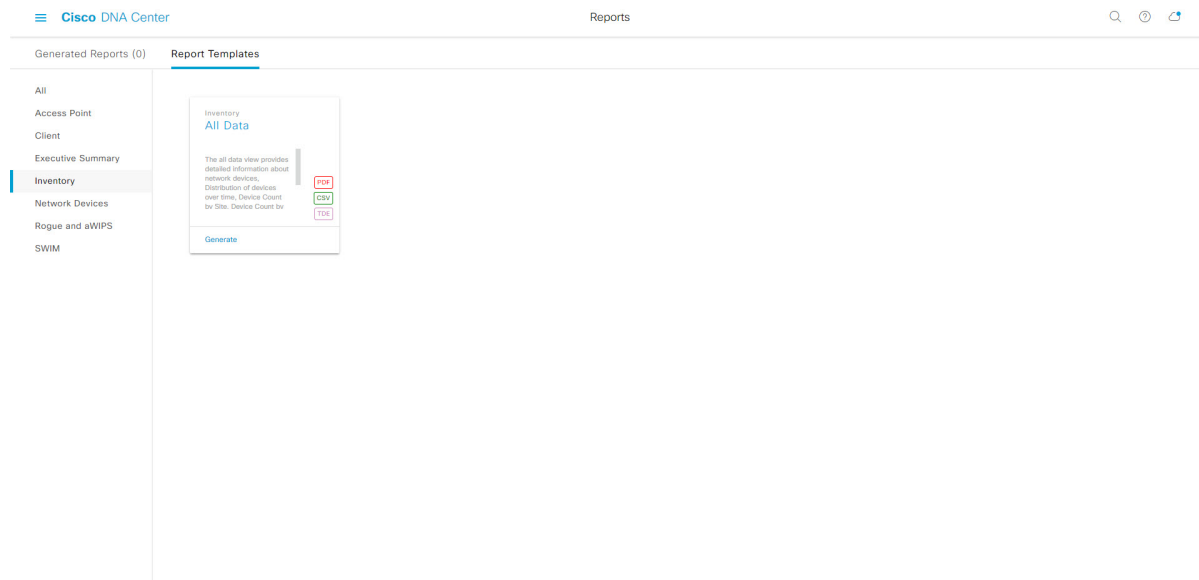 Cisco DNA Center
Reports
Generated Reports (0)
Report Templates
All
Access Point
Client
Executive Summary
Inventory
Network Devices
Rogue and aWIPS
SWIM
Inventory
All Data
The all data view provides
detailed information about
network devices,
Distribution of devices
over time, Device Count
by Site, Device Count by
PDF
CSV
TDE
Generate